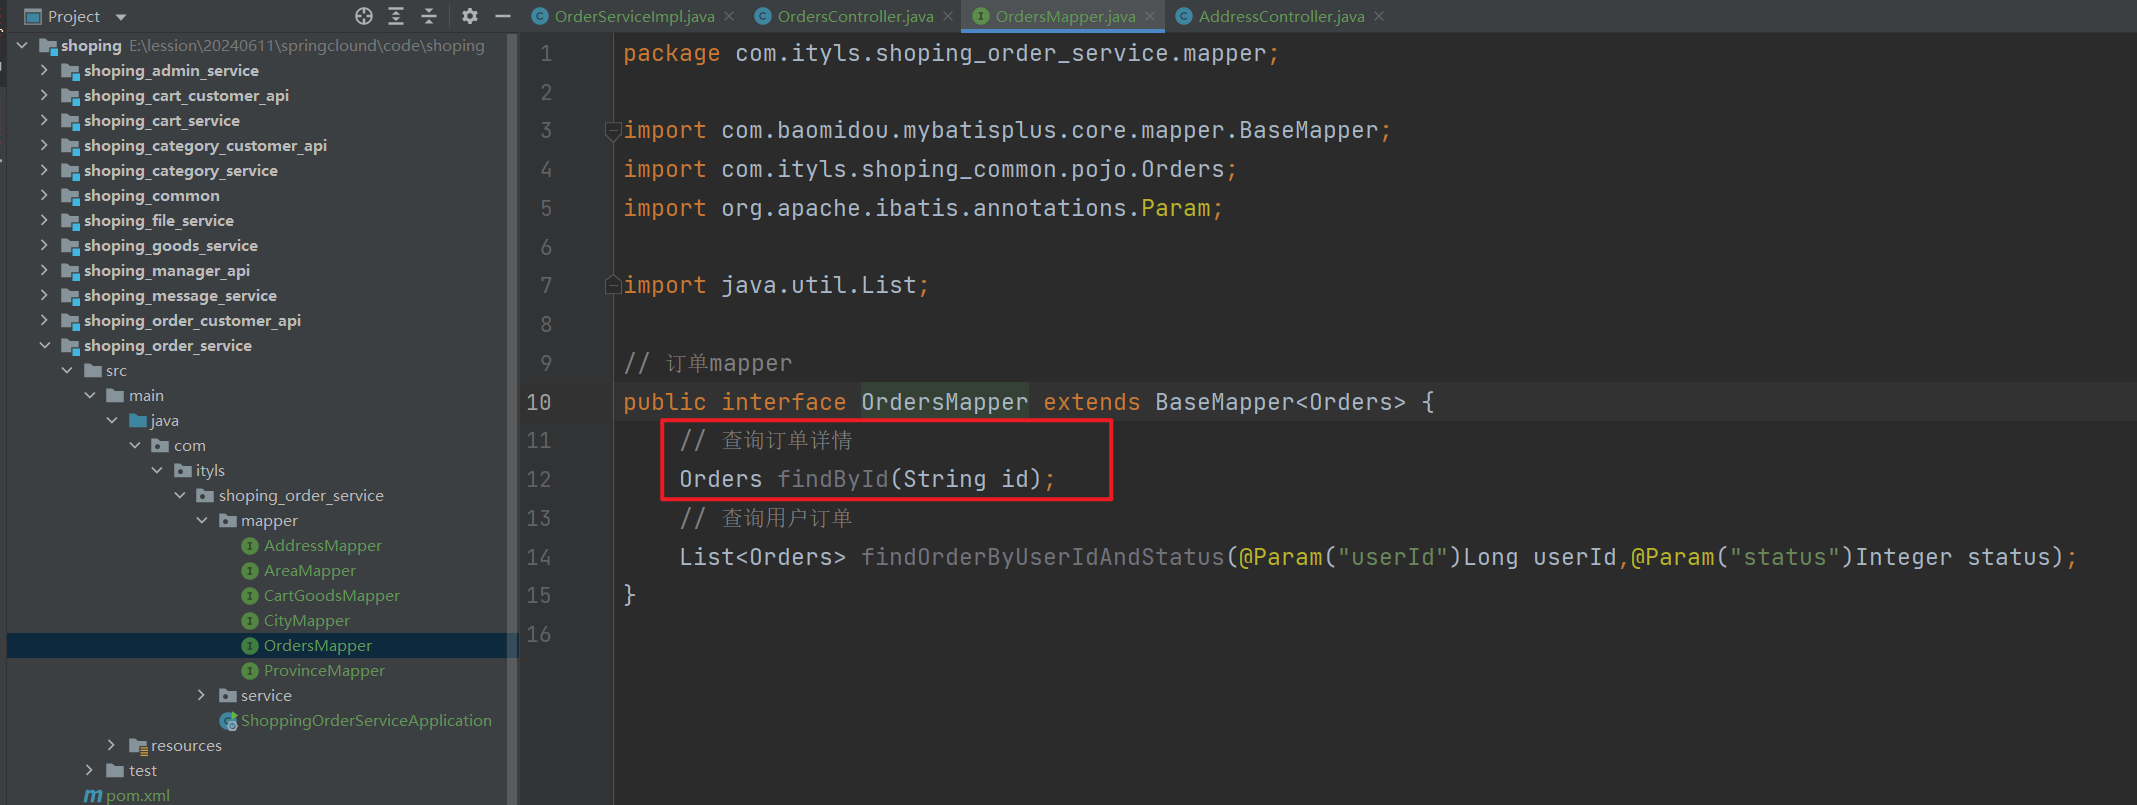 Project
shoping E:\lession\20240611\springclound\code\shoping
shoping_admin_service
shoping_cart_customer_api
shoping_cart_service
shoping_category_customer_api
shoping_category_service
shoping_common
shoping_file_service
shoping_goods_service
shoping_manager_api
shoping_message_service
shoping_order_customer_api
shoping_order_service
src
main
java
com
ityls
shoping_order_service
mapper
AddressMapper
AreaMapper
CartGoodsMapper
CityMapper
OrdersMapper
ProvinceMapper
service
ShoppingOrderServiceApplication
resources
test
pom.xml
OrderServiceImpl.java OrdersController.java OrdersMapper.java AddressController.java
1 package com.ityls.shoping_order_service.mapper;
2
3 import com.baomidou.mybatisplus.core.mapper.BaseMapper;
4 import com.ityls.shoping_common.pojo.Orders;
5 import org.apache.ibatis.annotations.Param;
6
7 import java.util.List;
8
9 // 订单mapper
10 public interface OrdersMapper extends BaseMapper<Orders> {
11 // 查询订单详情
12 Orders findById(String id);
13 // 查询用户订单
14 List<Orders> findOrderByUserIdAndStatus(@Param("userId")Long userId,@Param("status")Integer status);
15 }
16